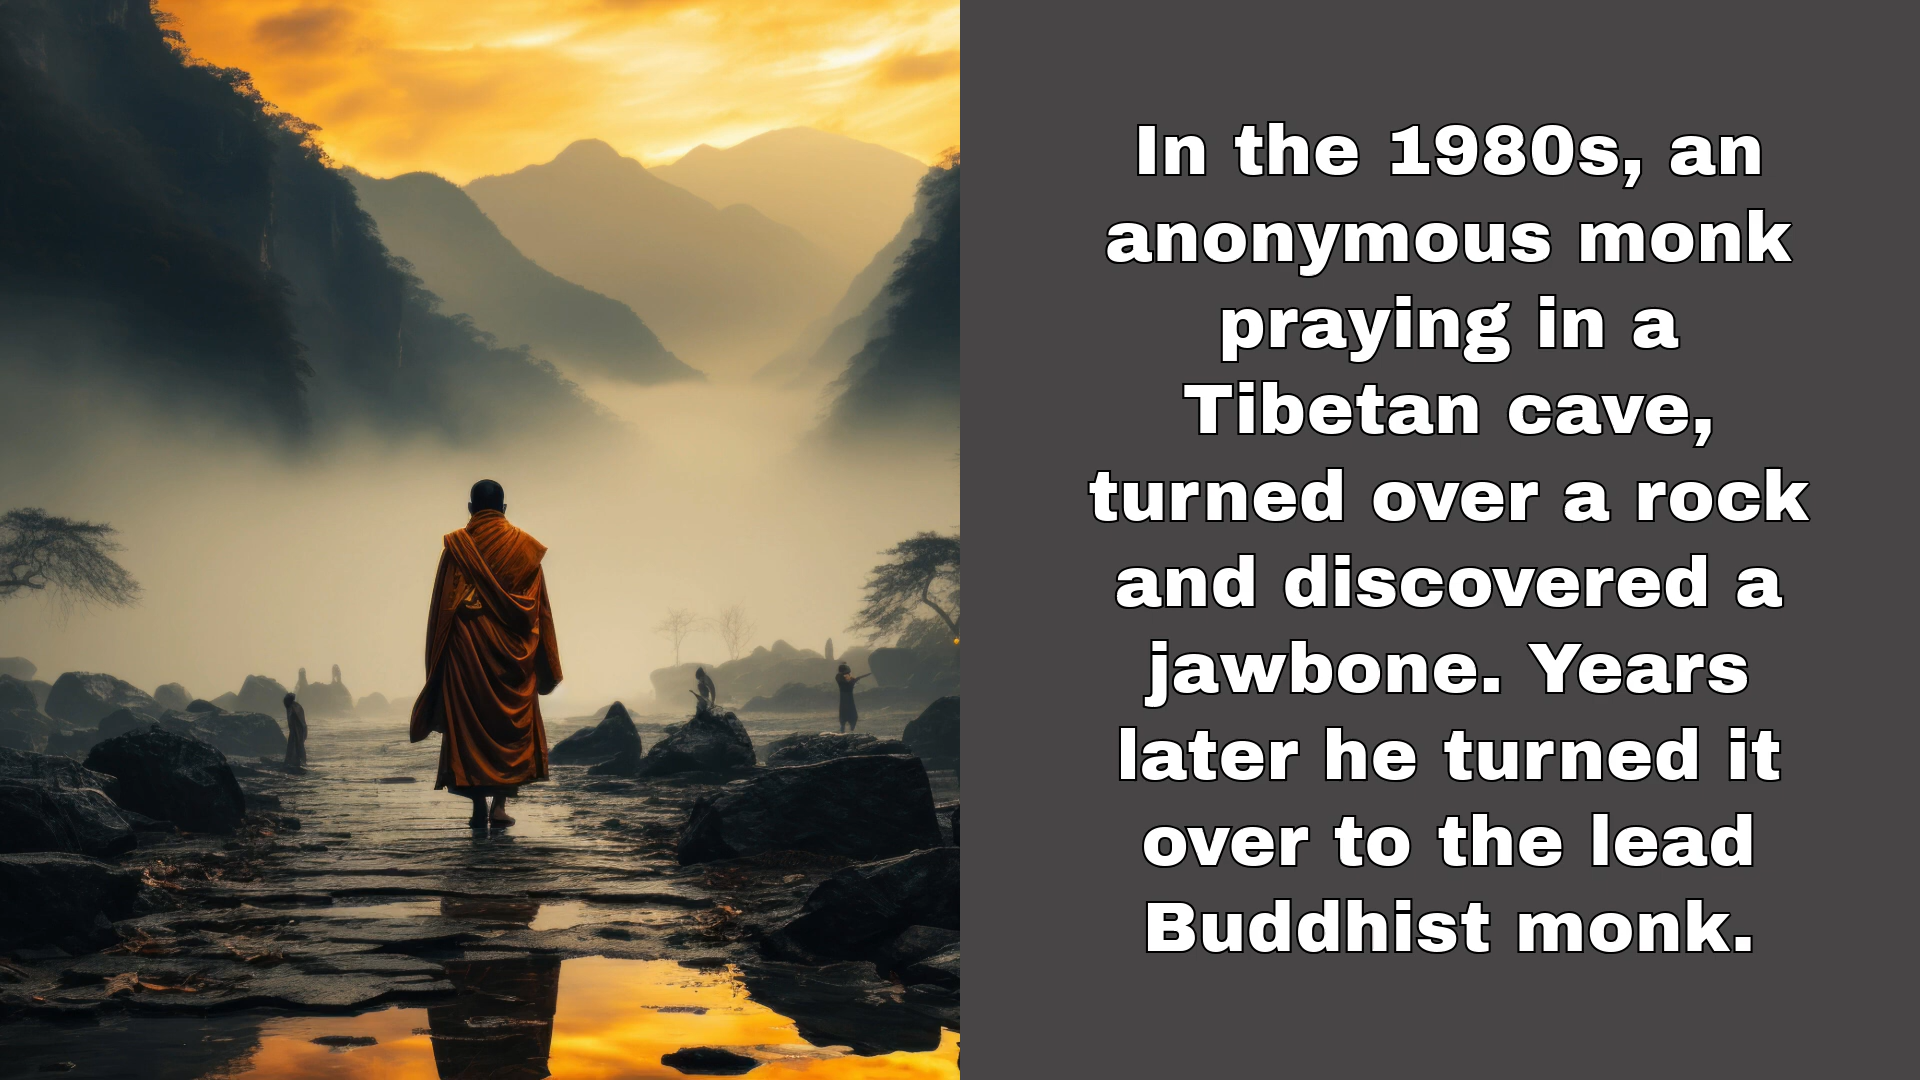 In the 1980s, an
anonymous monk
praying in a
Tibetan cave,
turned over a rock
and discovered a
jawbone. Years
later he turned it
over to the lead
Buddhist monk.